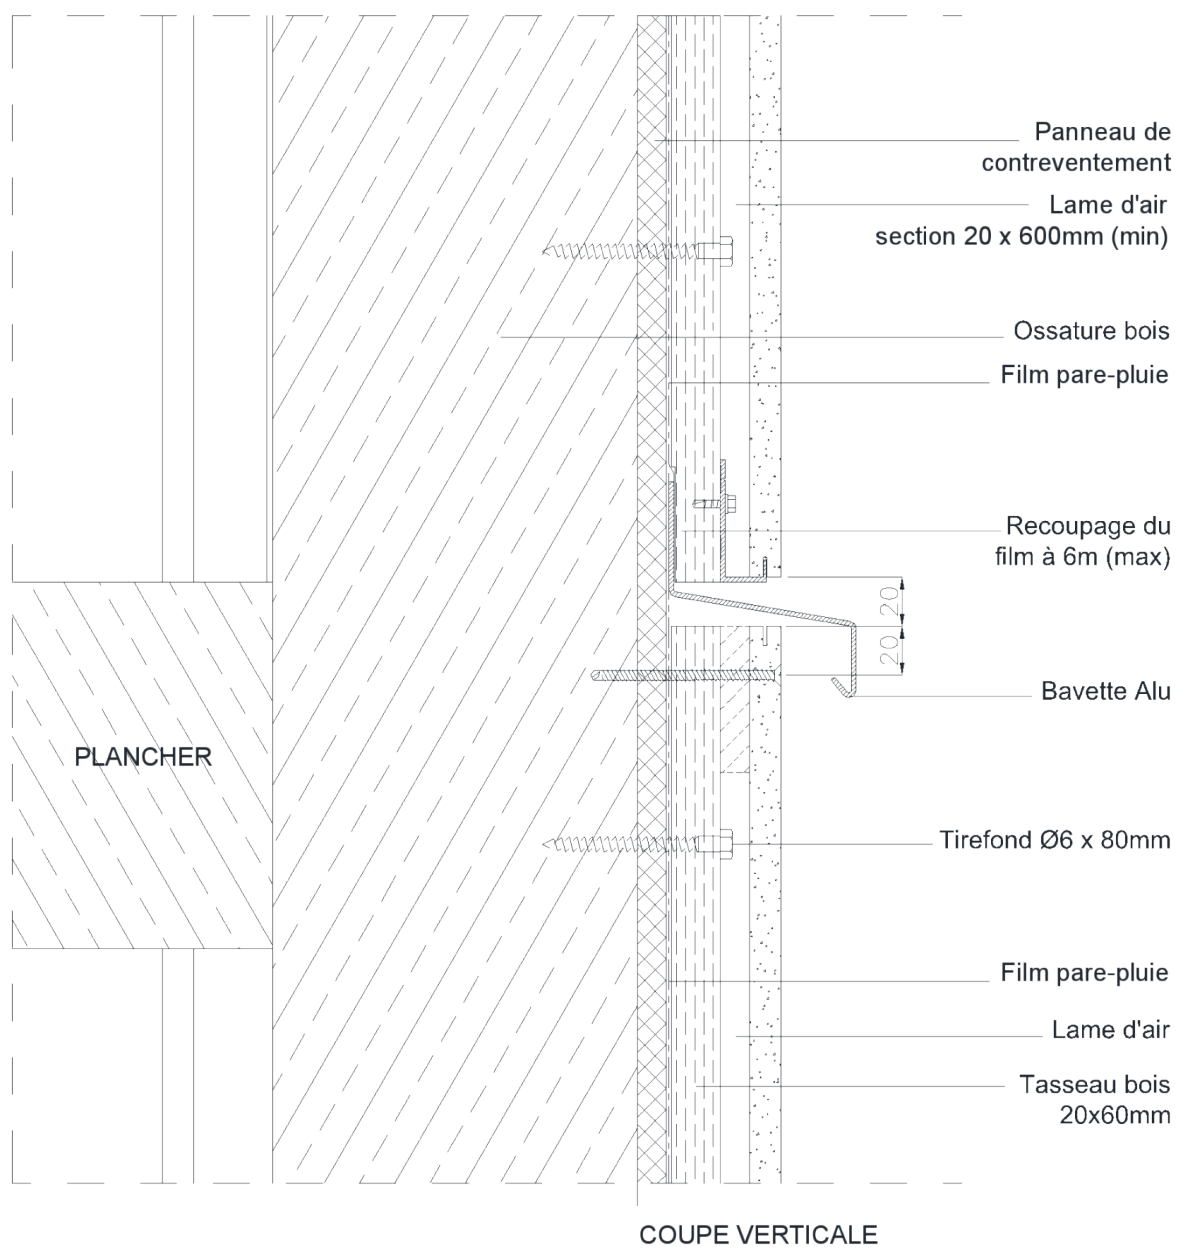 Panneau de
contreventement
Lame d'air
section 20 x 600mm (min)
Ossature bois
Film pare-pluie
Recoupage du
film à 6m (max)
20
20
Bavette Alu
PLANCHER
Tirefond Ø6 x 80mm
Film pare-pluie
Lame d'air
Tasseau bois
20x60mm
COUPE VERTICALE